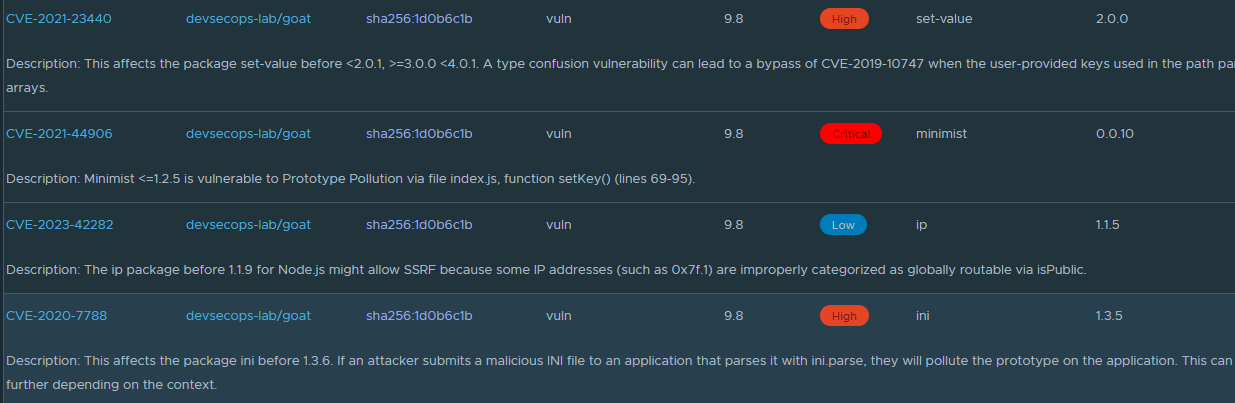 CVE-2021-23440 devsecops-lab/goat sha256:1d0b6c1b vuln 9.8 High set-value 2.0.0
Description: This affects the package set-value before <2.0.1, >=3.0.0 <4.0.1. A type confusion vulnerability can lead to a bypass of CVE-2019-10747 when the user-provided keys used in the path
arrays.
CVE-2021-44906 devsecops-lab/goat sha256:1d0b6c1b vuln 9.8 Critical minimist 0.0.10
Description: Minimist <=1.2.5 is vulnerable to Prototype Pollution via file index.js, function setKey() (lines 69-95).
CVE-2023-42282 devsecops-lab/goat sha256:1d0b6c1b vuln 9.8 Low ip 1.1.5
Description: The ip package before 1.1.9 for Node.js might allow SSRF because some IP addresses (such as 0x7f.1) are improperly categorized as globally routable via isPublic.
CVE-2020-7788 devsecops-lab/goat sha256:1d0b6c1b vuln 9.8 High ini 1.3.5
Description: This affects the package ini before 1.3.6. If an attacker submits a malicious INI file to an application that parses it with ini.parse, they will pollute the prototype on the application. This can
further depending on the context.